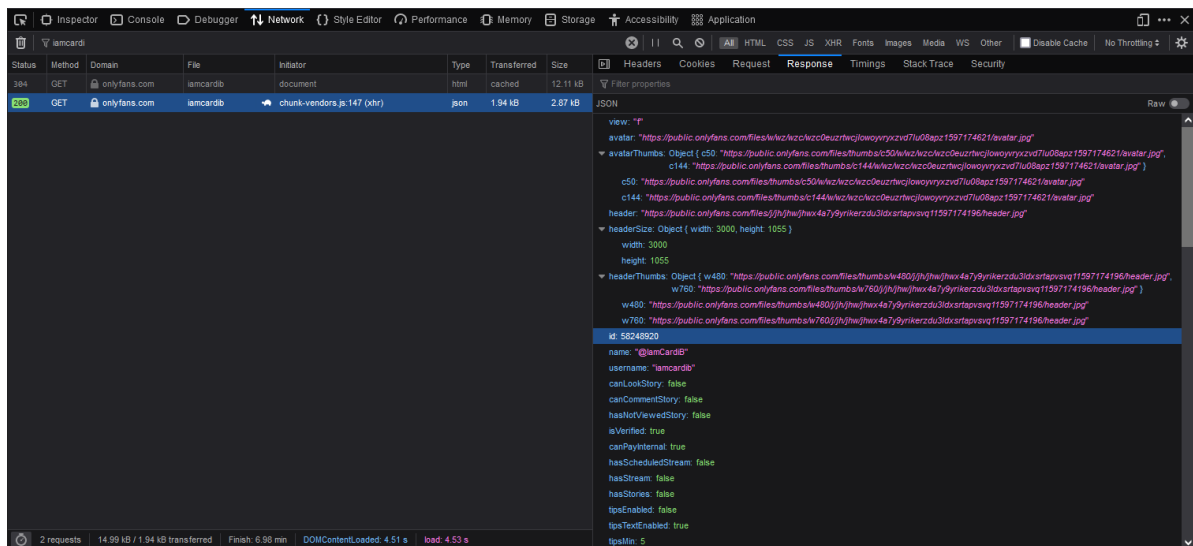 Inspector Console Debugger Network Style Editor Performance Memory Storage Accessibility Application
iamcardi All HTML CSS JS XHR Fonts Images Media WS Other Disable Cache No Throttling
Status Method Domain File Initiator Type Transferred Size
304 GET onlyfans.com iamcardib document html cached 12.11 kB
200 GET onlyfans.com iamcardib chunk-vendors.js:147 (xhr) json 1.94 kB 2.87 kB
2 requests 14.99 kB / 1.94 kB transferred Finish: 6.98 min DOMContentLoaded: 4.51 s load: 4.53 s
Headers Cookies Request Response Timings Stack Trace Security
Filter properties
JSON Raw
view: "f"
avatar: "https://public.onlyfans.com/files/w/wz/wzc/wzc0euzrtwcjlowoyvryxzvd7lu08apz1597174621/avatar.jpg"
avatarThumbs: Object { c50: "https://public.onlyfans.com/files/thumbs/c50/w/wz/wzc/wzc0euzrtwcjlowoyvryxzvd7lu08apz1597174621/avatar.jpg",
c144: "https://public.onlyfans.com/files/thumbs/c144/w/wz/wzc/wzc0euzrtwcjlowoyvryxzvd7lu08apz1597174621/avatar.jpg" }
c50: "https://public.onlyfans.com/files/thumbs/c50/w/wz/wzc/wzc0euzrtwcjlowoyvryxzvd7lu08apz1597174621/avatar.jpg"
c144: "https://public.onlyfans.com/files/thumbs/c144/w/wz/wzc/wzc0euzrtwcjlowoyvryxzvd7lu08apz1597174621/avatar.jpg"
header: "https://public.onlyfans.com/files/j/jh/jhw/jhwx4a7y9yrikerzdu3ldxsrtapvsvq11597174196/header.jpg"
headerSize: Object { width: 3000, height: 1055 }
width: 3000
height: 1055
headerThumbs: Object { w480: "https://public.onlyfans.com/files/thumbs/w480/j/jh/jhw/jhwx4a7y9yrikerzdu3ldxsrtapvsvq11597174196/header.jpg",
w760: "https://public.onlyfans.com/files/thumbs/w760/j/jh/jhw/jhwx4a7y9yrikerzdu3ldxsrtapvsvq11597174196/header.jpg" }
w480: "https://public.onlyfans.com/files/thumbs/w480/j/jh/jhw/jhwx4a7y9yrikerzdu3ldxsrtapvsvq11597174196/header.jpg"
w760: "https://public.onlyfans.com/files/thumbs/w760/j/jh/jhw/jhwx4a7y9yrikerzdu3ldxsrtapvsvq11597174196/header.jpg"
id: 58248920
name: "@IamCardiB"
username: "iamcardib"
canLookStory: false
canCommentStory: false
hasNotViewedStory: false
isVerified: true
canPayInternal: true
hasScheduledStream: false
hasStream: false
hasStories: false
tipsEnabled: false
tipsTextEnabled: true
tipsMin: 5